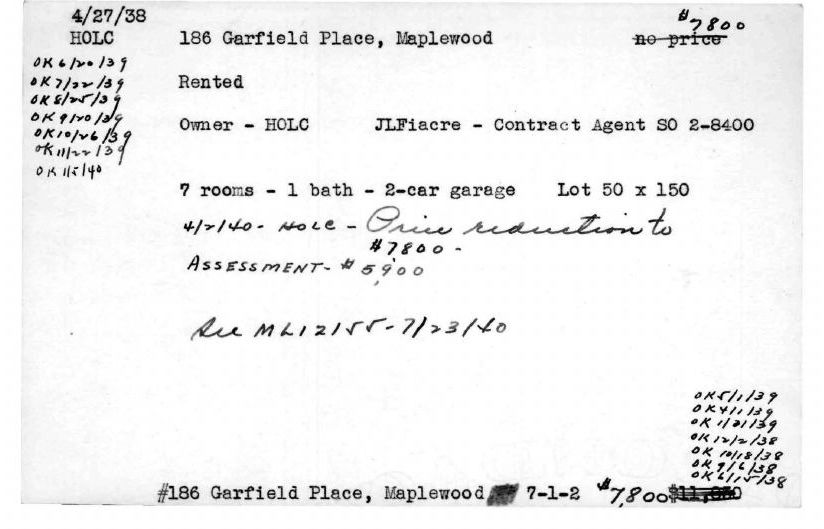 4/27/38
HOLC 186 Garfield Place, Maplewood no price $7800
OK 6/20/39
OK 7/22/39 Rented
OK 8/25/39
OK 9/20/39 Owner - HOLC JLFiacre - Contract Agent SO 2-8400
OK 10/26/39
OK 11/22/39
OK 1/5/40
7 rooms - 1 bath - 2-car garage Lot 50 x 150
4/2/40 - HOLC - Price reduction to
$7800 -
ASSESSMENT - $5900
See ML12155 - 7/23/40
OK 5/1/39
OK 4/1/39
OK 1/31/39
OK 12/2/38
OK 10/18/38
OK 9/6/38
OK 6/15/38
#186 Garfield Place, Maplewood 7-1-2 $7,800